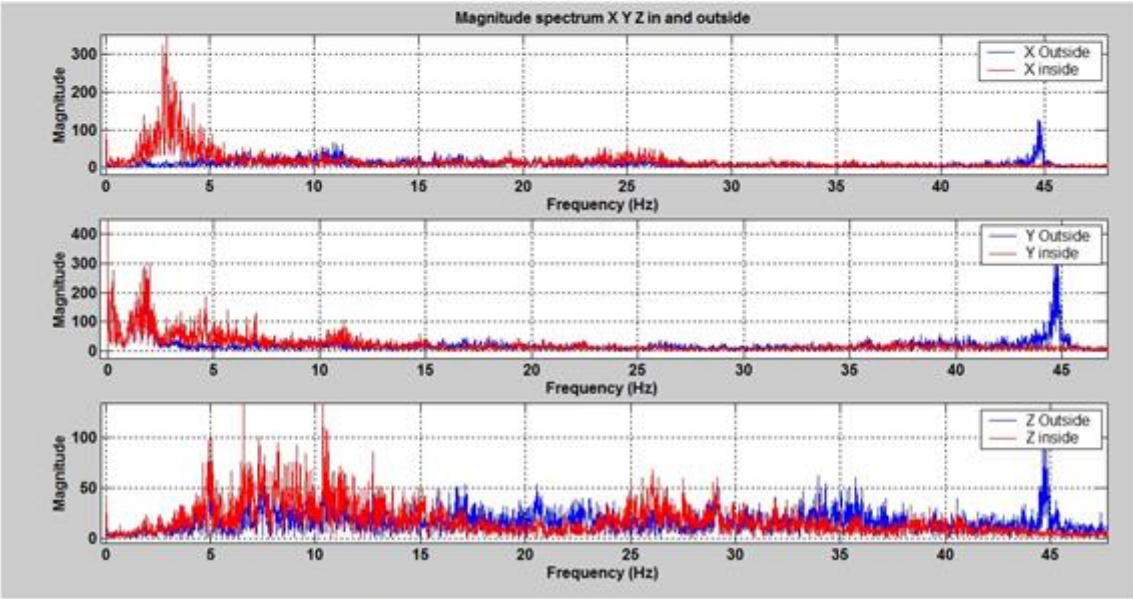 Magnitude spectrum X Y Z in and outside
Magnitude
300
200
100
0
X Outside
X inside
0 5 10 15 20 25 30 35 40 45
Frequency (Hz)
Magnitude
400
300
200
100
0
Y Outside
Y inside
0 5 10 15 20 25 30 35 40 45
Frequency (Hz)
Magnitude
100
50
0
Z Outside
Z inside
0 5 10 15 20 25 30 35 40 45
Frequency (Hz)